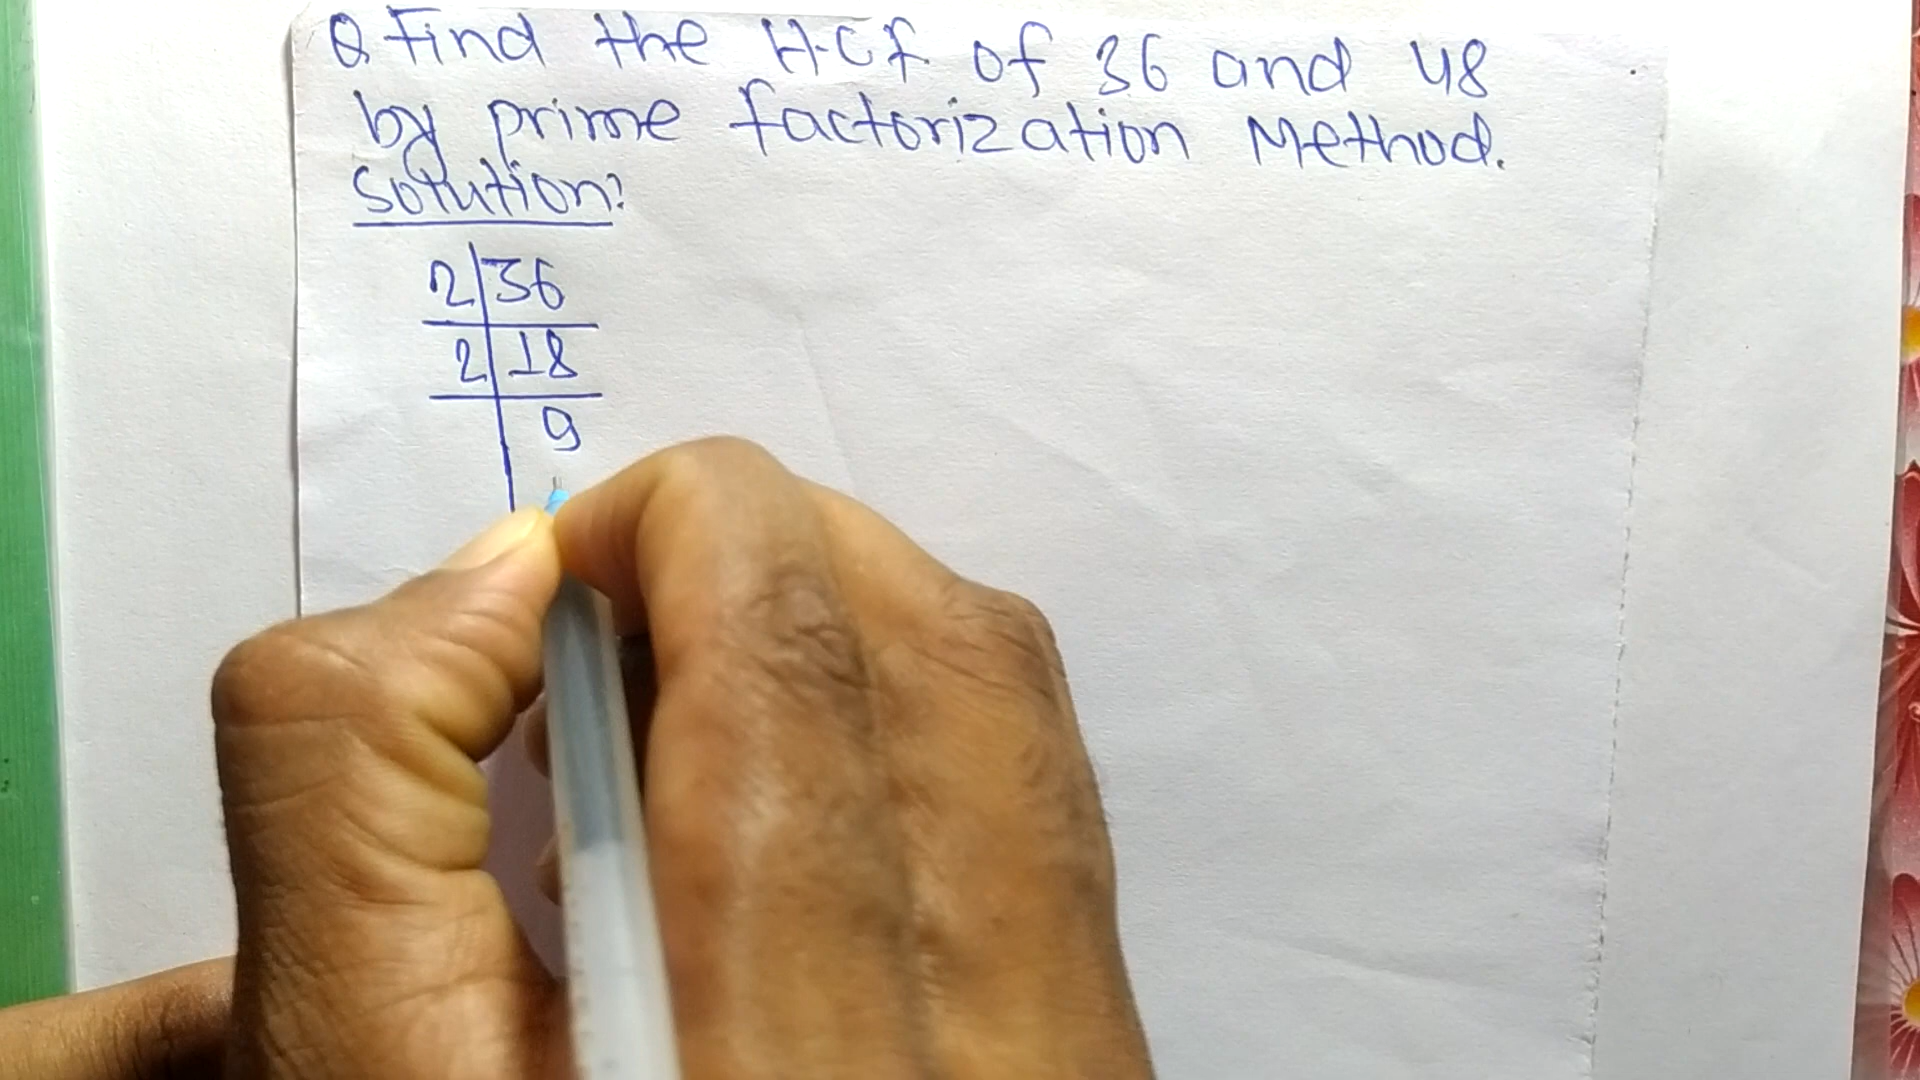 Q Find the H.C.F. of 36 and 48
by prime factorization Method.
Solution:
2|36
2|18
9